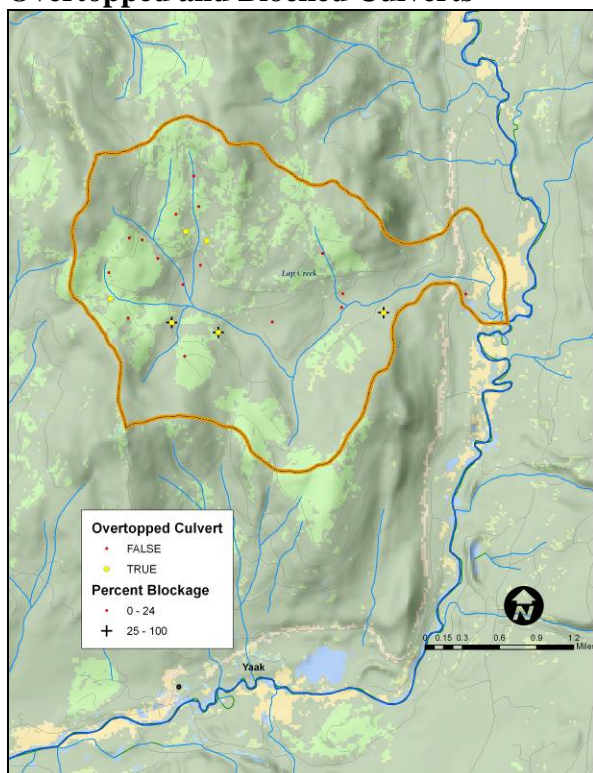 Overtopped and Blocked Culverts
Lap Creek
Overtopped Culvert
FALSE
TRUE
Percent Blockage
0 - 24
25 - 100
N
0 0.15 0.3 0.6 0.9 1.2
Miles
Yaak